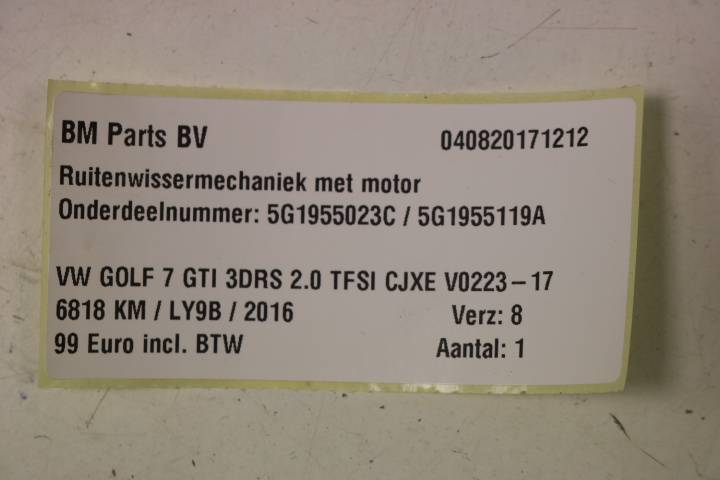 BM Parts BV 040820171212
Ruitenwissermechaniek met motor
Onderdeelnummer: 5G1955023C / 5G1955119A
VW GOLF 7 GTI 3DRS 2.0 TFSI CJXE V0223-17
6818 KM / LY9B / 2016 Verz: 8
99 Euro incl. BTW Aantal: 1